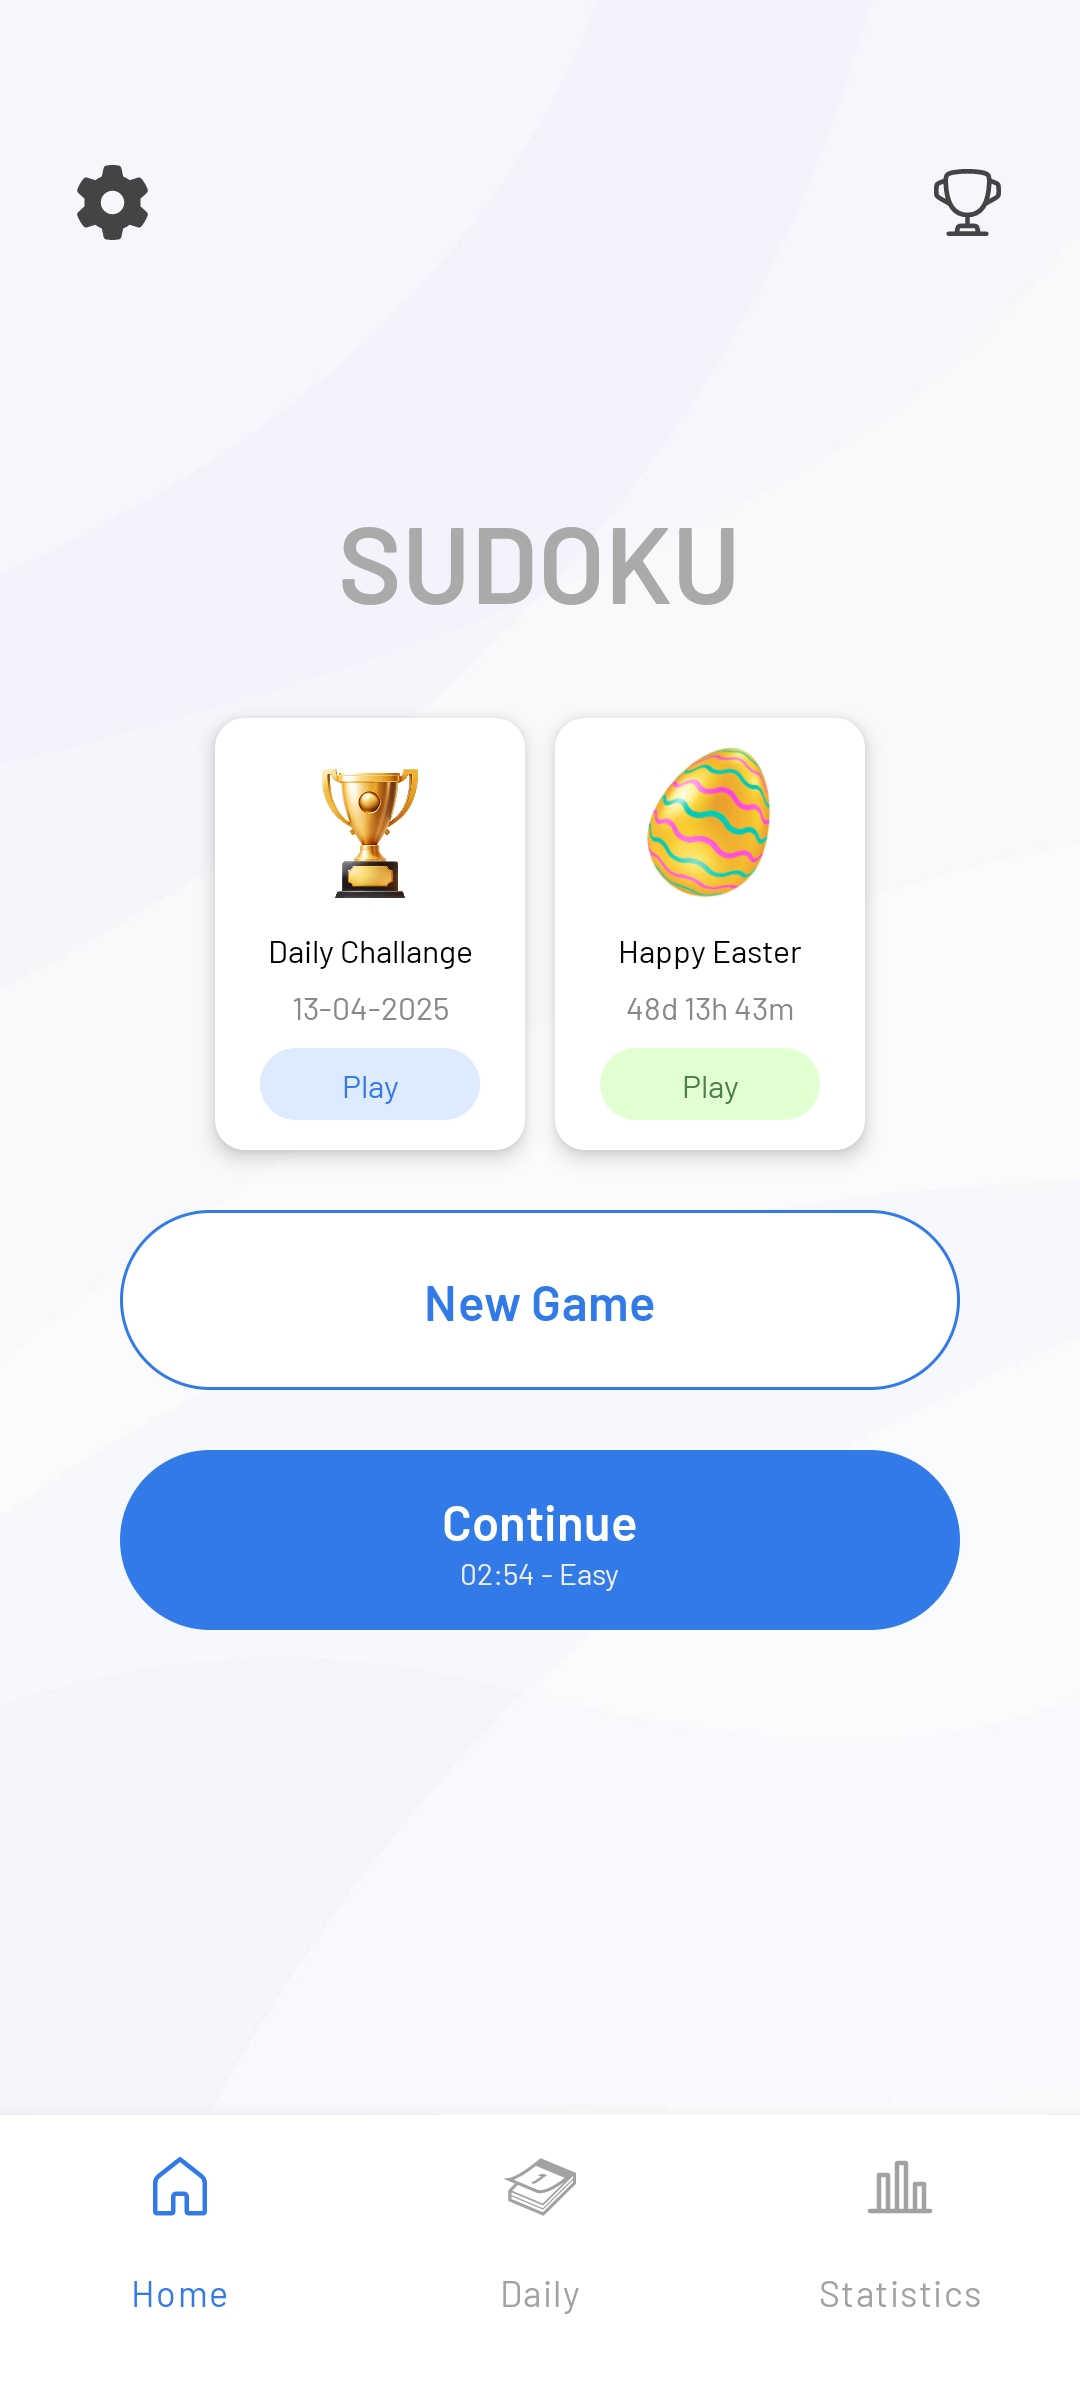 SUDOKU
Daily Challange
13-04-2025
Play
Happy Easter
48d 13h 43m
Play
New Game
Continue
02:54 - Easy
1
Home
Daily
Statistics